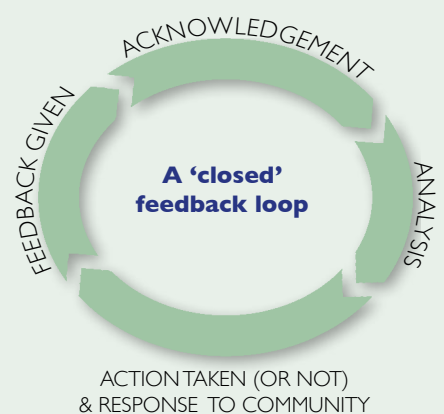 ACKNOWLEDGEMENT
FEEDBACK GIVEN
A ‘closed’
feedback loop
ANALYSIS
ACTION TAKEN (OR NOT)
& RESPONSE TO COMMUNITY